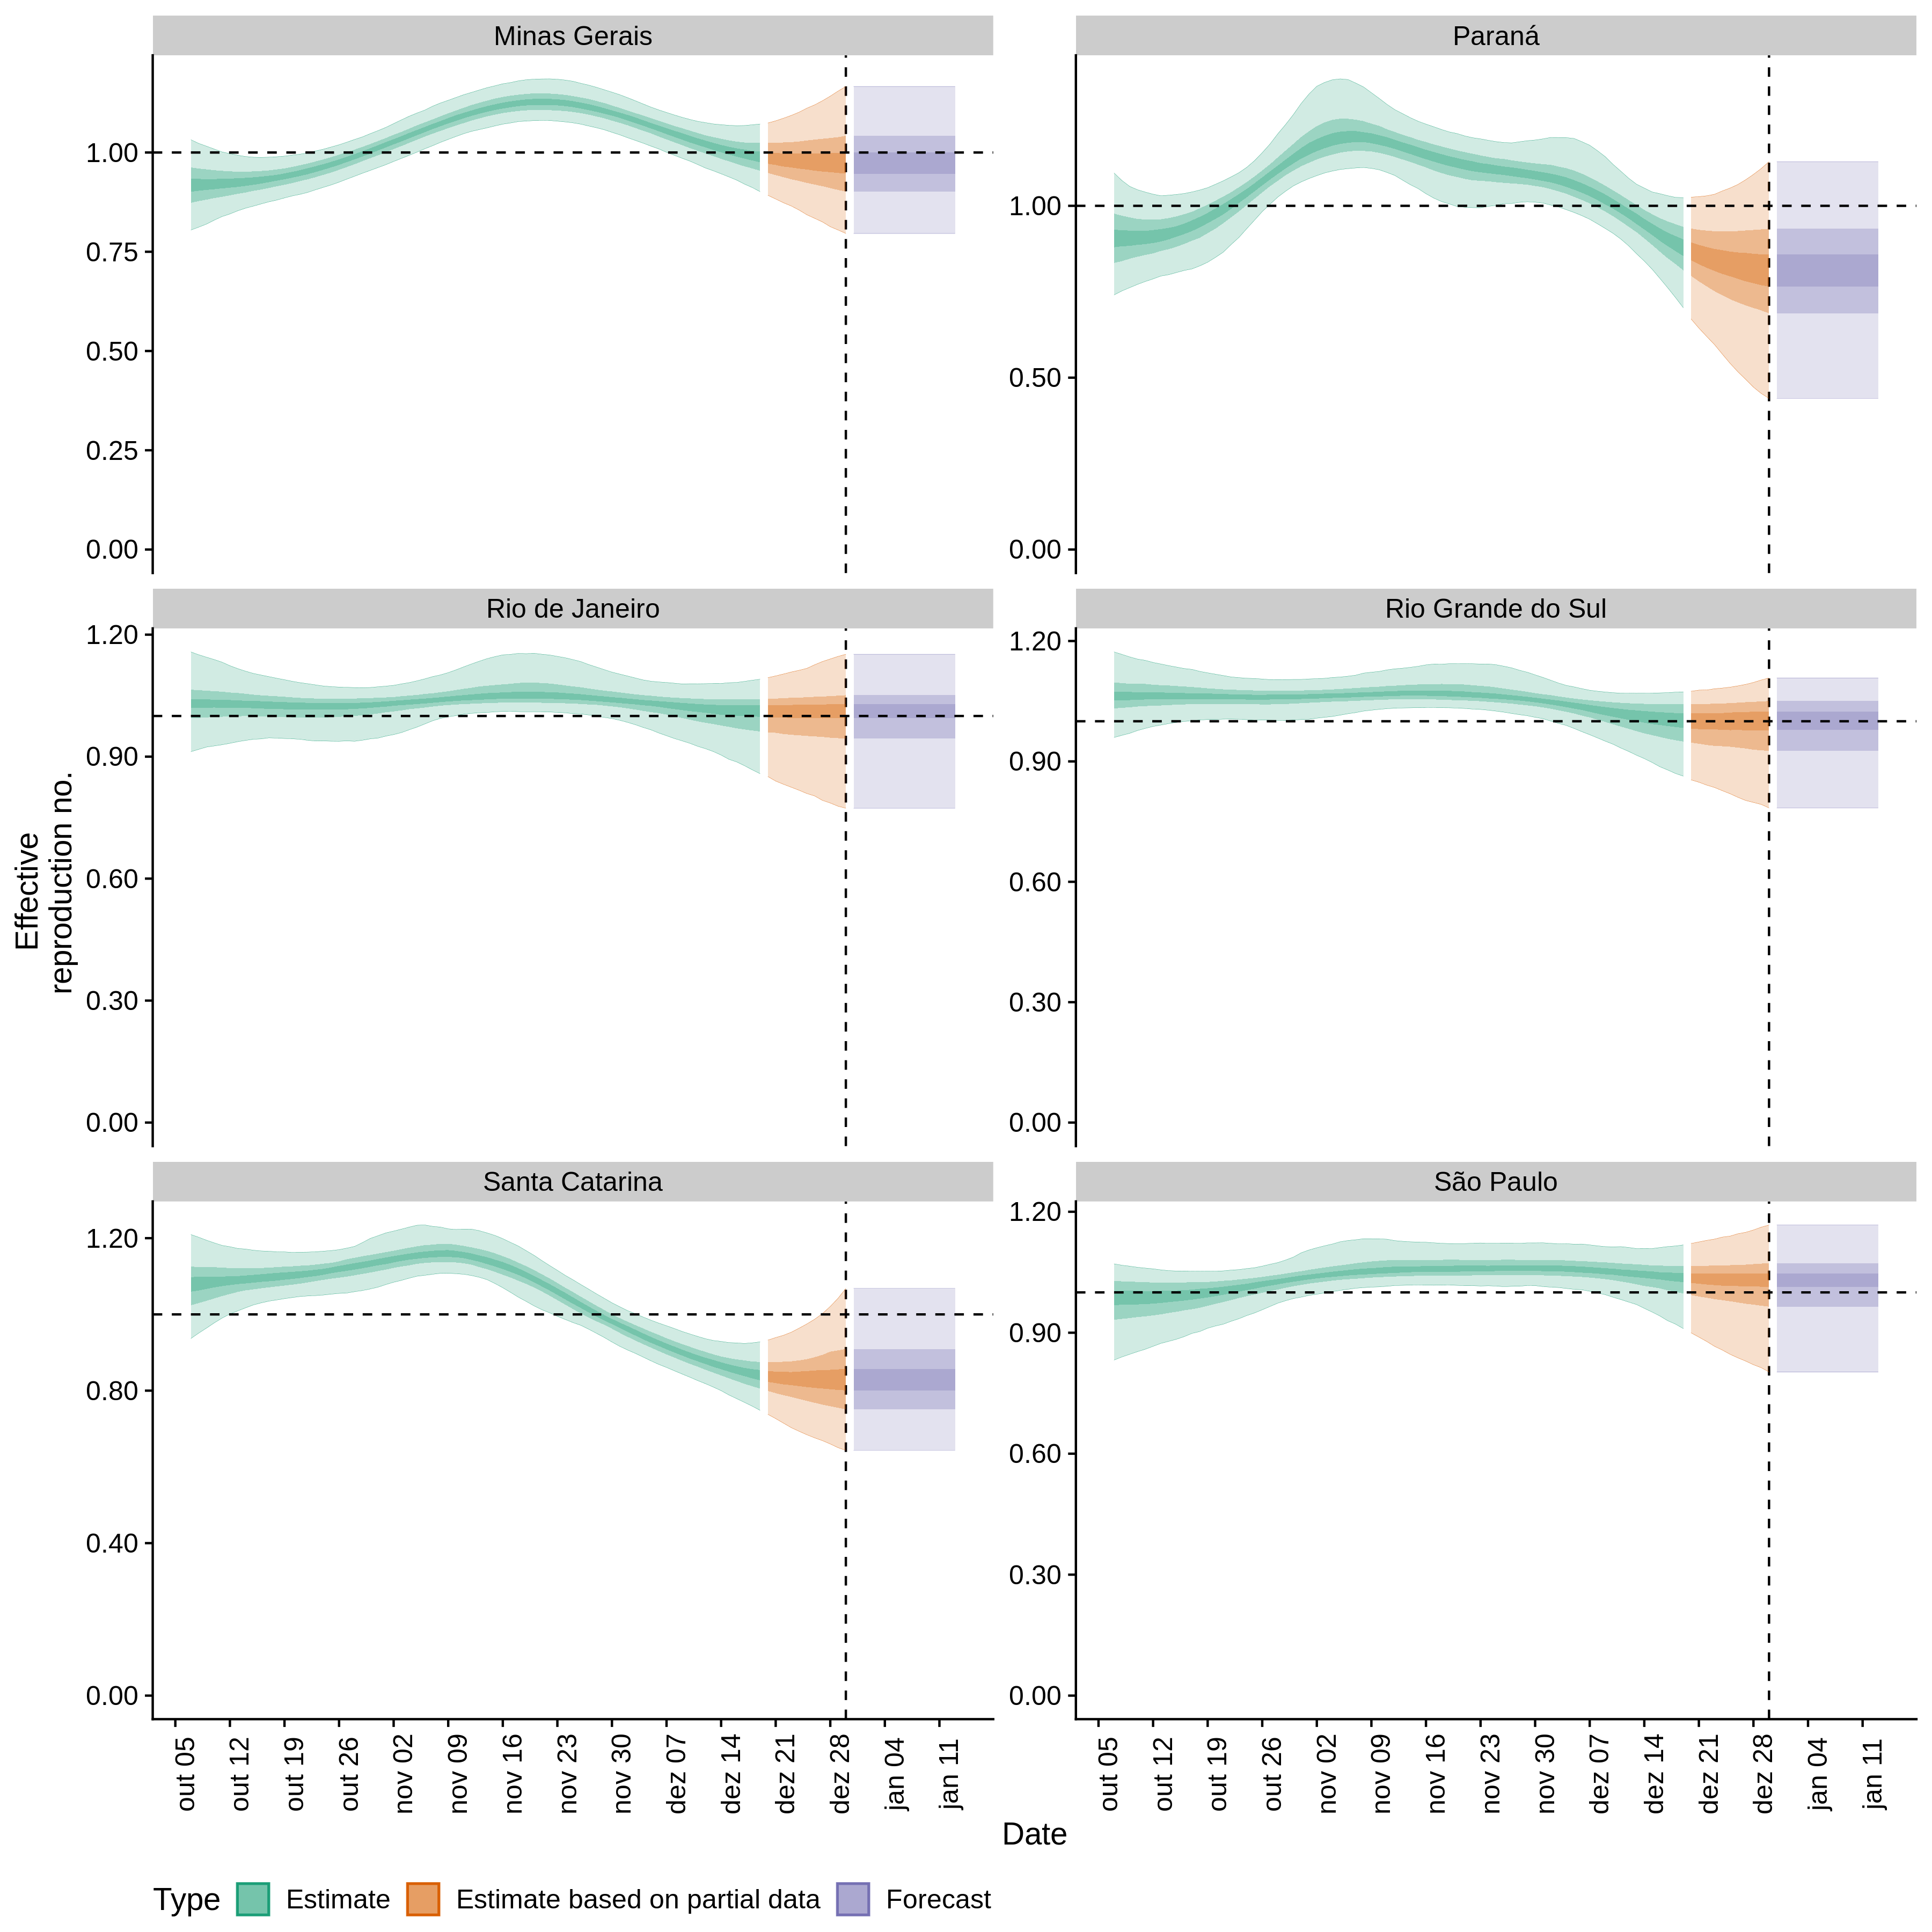 Minas Gerais
1.00
0.75
0.50
0.25
0.00
Paraná
1.00
0.50
0.00
Rio de Janeiro
1.20
0.90
0.60
0.30
0.00
Rio Grande do Sul
1.20
0.90
0.60
0.30
0.00
Effective
reproduction no.
Santa Catarina
1.20
0.80
0.40
0.00
São Paulo
1.20
0.90
0.60
0.30
0.00
out 05 out 12 out 19 out 26 nov 02 nov 09 nov 16 nov 23 nov 30 dez 07 dez 14 dez 21 dez 28 jan 04 jan 11
out 05 out 12 out 19 out 26 nov 02 nov 09 nov 16 nov 23 nov 30 dez 07 dez 14 dez 21 dez 28 jan 04 jan 11
Date
Type Estimate Estimate based on partial data Forecast